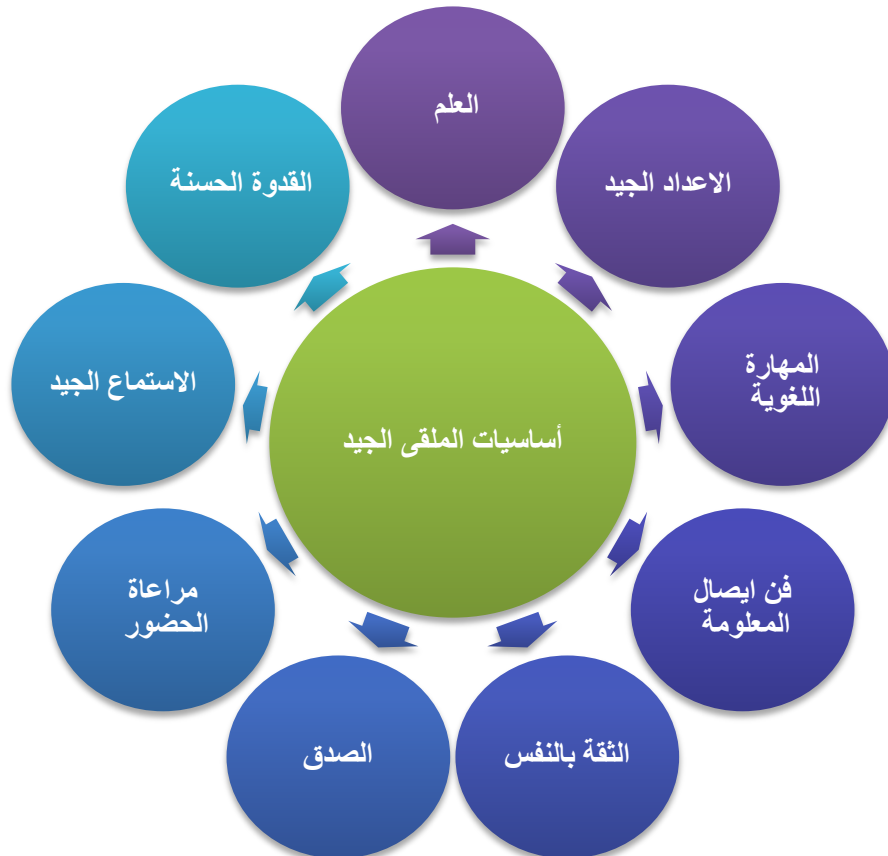 العلم
الاعداد الجيد
المهارة
اللغوية
فن ايصال
المعلومة
الثقة بالنفس
الصدق
مراعاة
الحضور
الاستماع الجيد
القدوة الحسنة
أساسيات الملقى الجيد